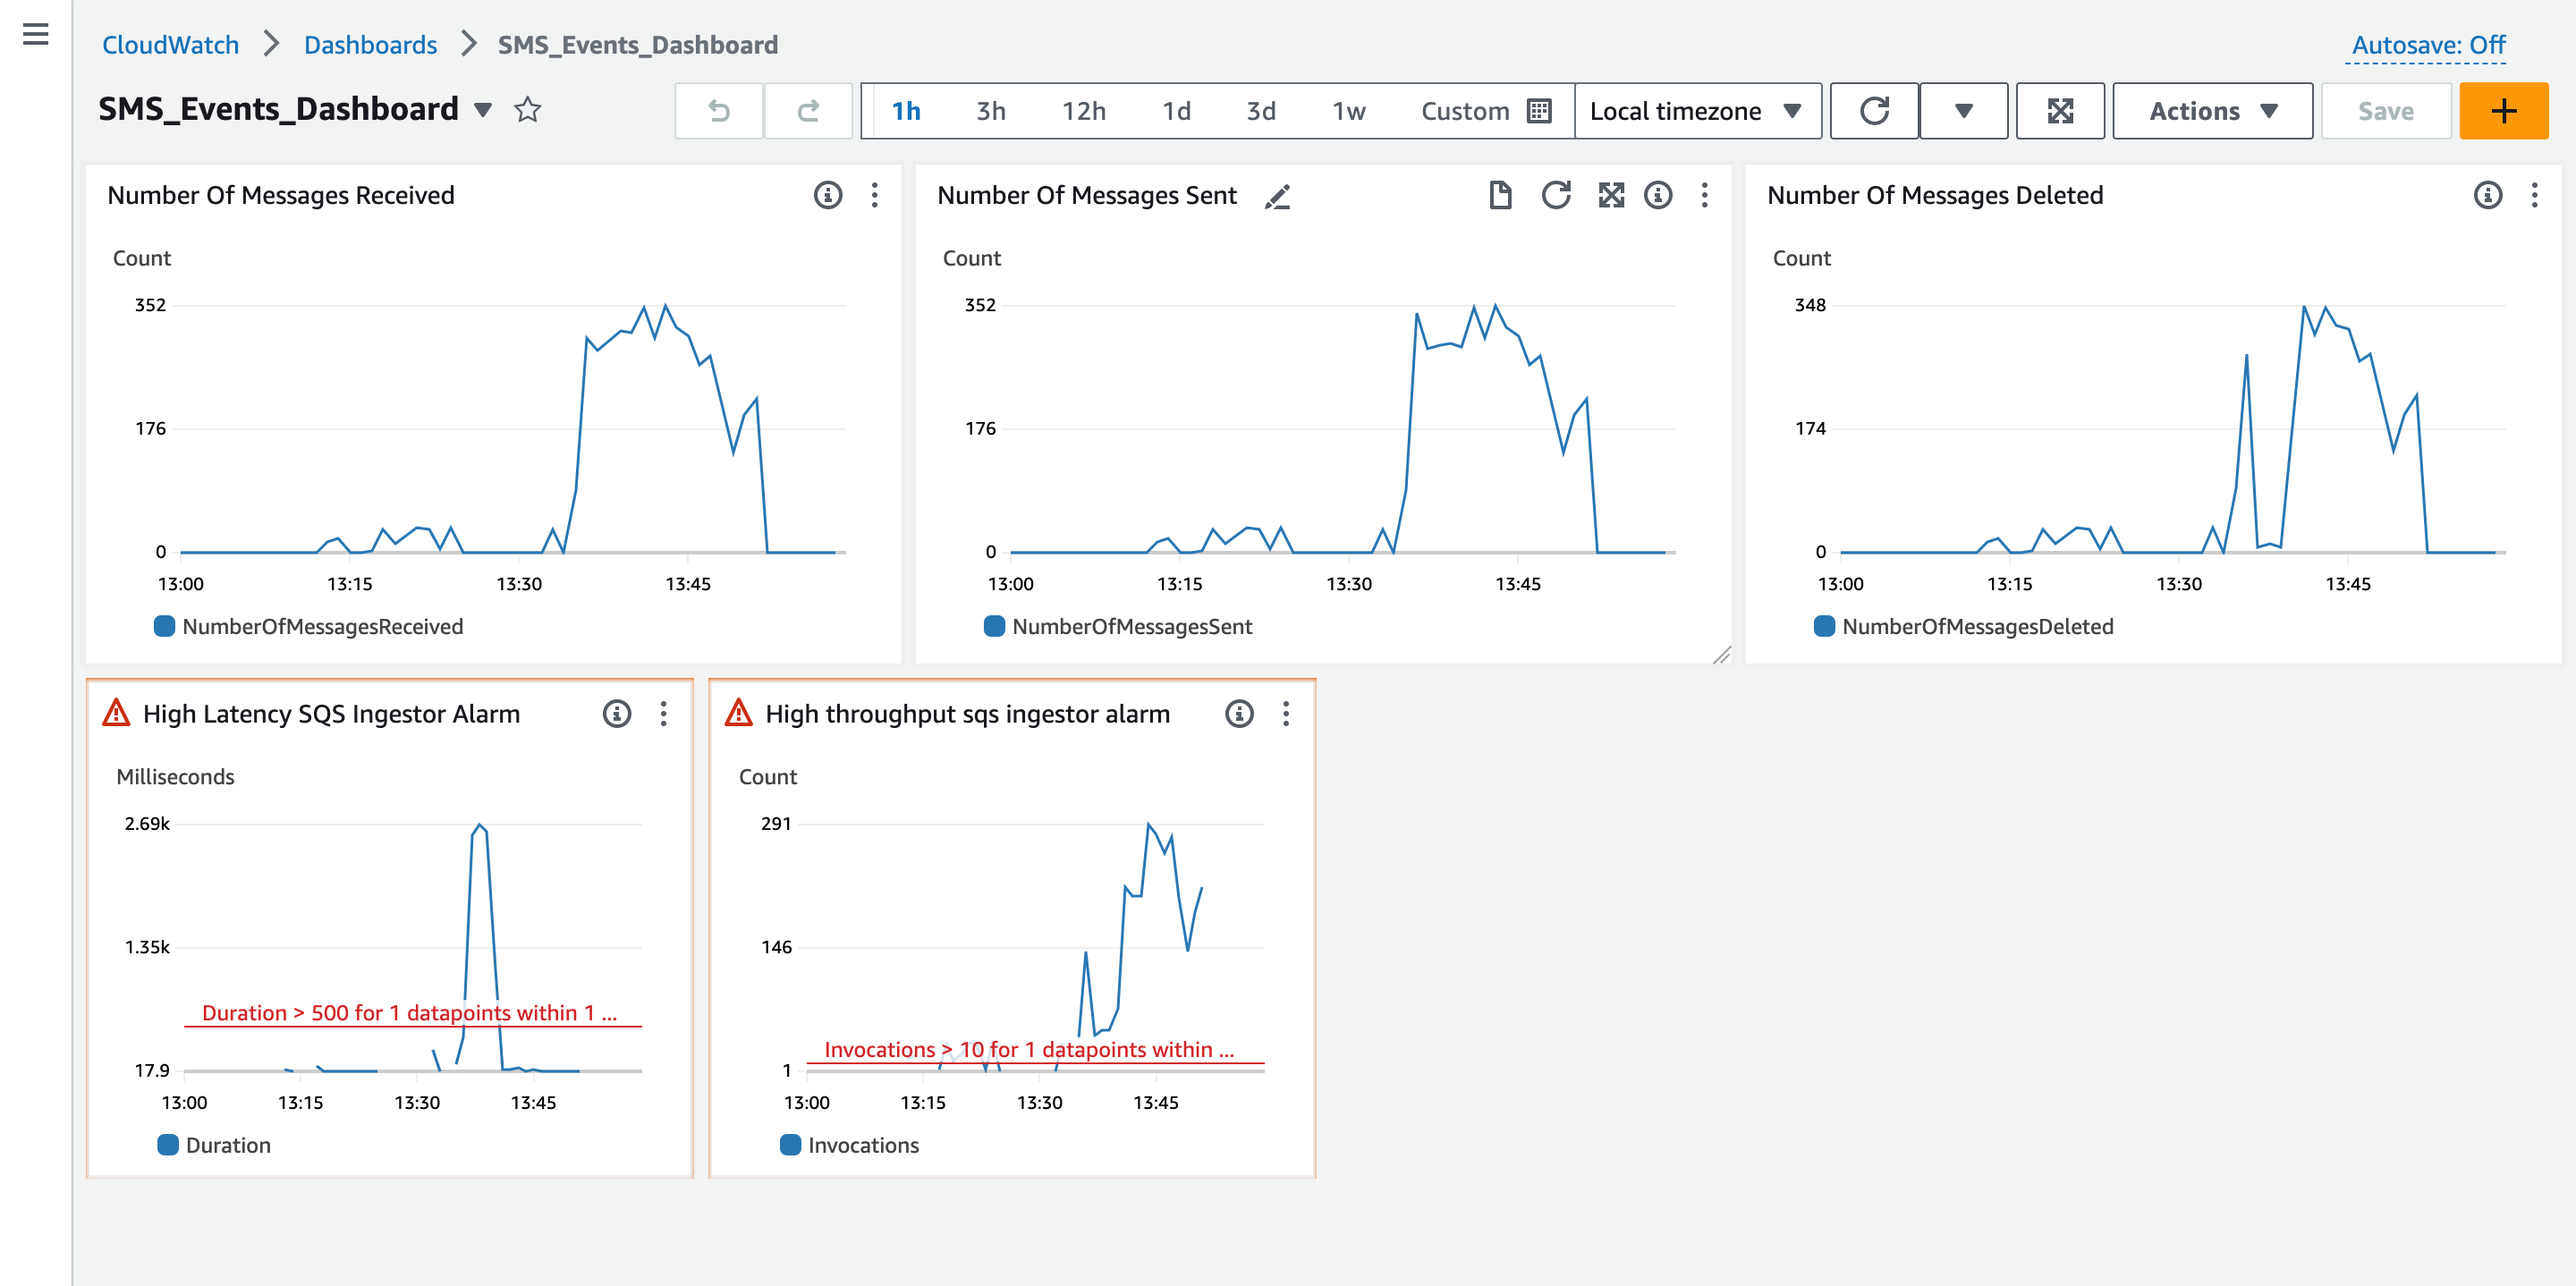 CloudWatch > Dashboards > SMS_Events_Dashboard
Autosave: Off
SMS_Events_Dashboard
1h 3h 12h 1d 3d 1w Custom Local timezone Actions Save +
Number Of Messages Received
Count
352
176
0
13:00 13:15 13:30 13:45
NumberOfMessagesReceived
Number Of Messages Sent
Count
352
176
0
13:00 13:15 13:30 13:45
NumberOfMessagesSent
Number Of Messages Deleted
Count
348
174
0
13:00 13:15 13:30 13:45
NumberOfMessagesDeleted
High Latency SQS Ingestor Alarm
Milliseconds
2.69k
1.35k
Duration > 500 for 1 datapoints within 1 ...
17.9
13:00 13:15 13:30 13:45
Duration
High throughput sqs ingestor alarm
Count
291
146
Invocations > 10 for 1 datapoints within ...
1
13:00 13:15 13:30 13:45
Invocations